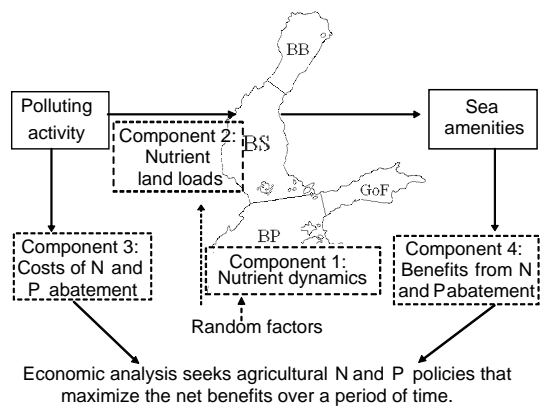 BB
Polluting
activity
Sea
amenities
Component 2:
Nutrient
land loads
BS
GoF
BP
Component 3:
Costs of N and
P abatement
Component 1:
Nutrient dynamics
Component 4:
Benefits from N
and Pabatement
Random factors
Economic analysis seeks agricultural N and P policies that
maximize the net benefits over a period of time.